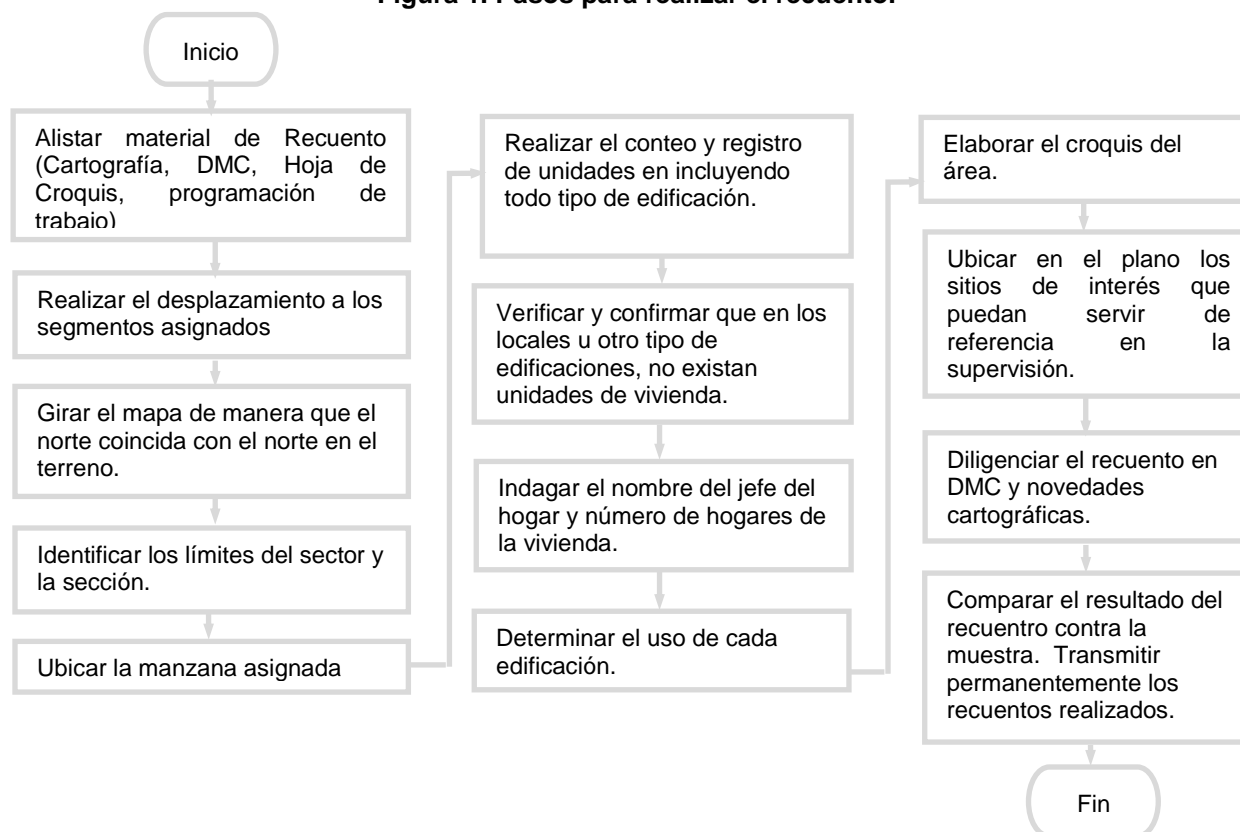 Inicio
Alistar material de Recuento
(Cartografía, DMC, Hoja de
Croquis, programación de
trabajo)
Realizar el desplazamiento a los
segmentos asignados
Girar el mapa de manera que el
norte coincida con el norte en el
terreno.
Identificar los límites del sector y
la sección.
Ubicar la manzana asignada
Realizar el conteo y registro
de unidades en incluyendo
todo tipo de edificación.
Verificar y confirmar que en los
locales u otro tipo de
edificaciones, no existan
unidades de vivienda.
Indagar el nombre del jefe del
hogar y número de hogares de
la vivienda.
Determinar el uso de cada
edificación.
Elaborar el croquis del
área.
Ubicar en el plano los
sitios de interés que
puedan servir de
referencia en la
supervisión.
Diligenciar el recuento en
DMC y novedades
cartográficas.
Comparar el resultado del
recuentro contra la
muestra. Transmitir
permanentemente los
recuentos realizados.
Fin